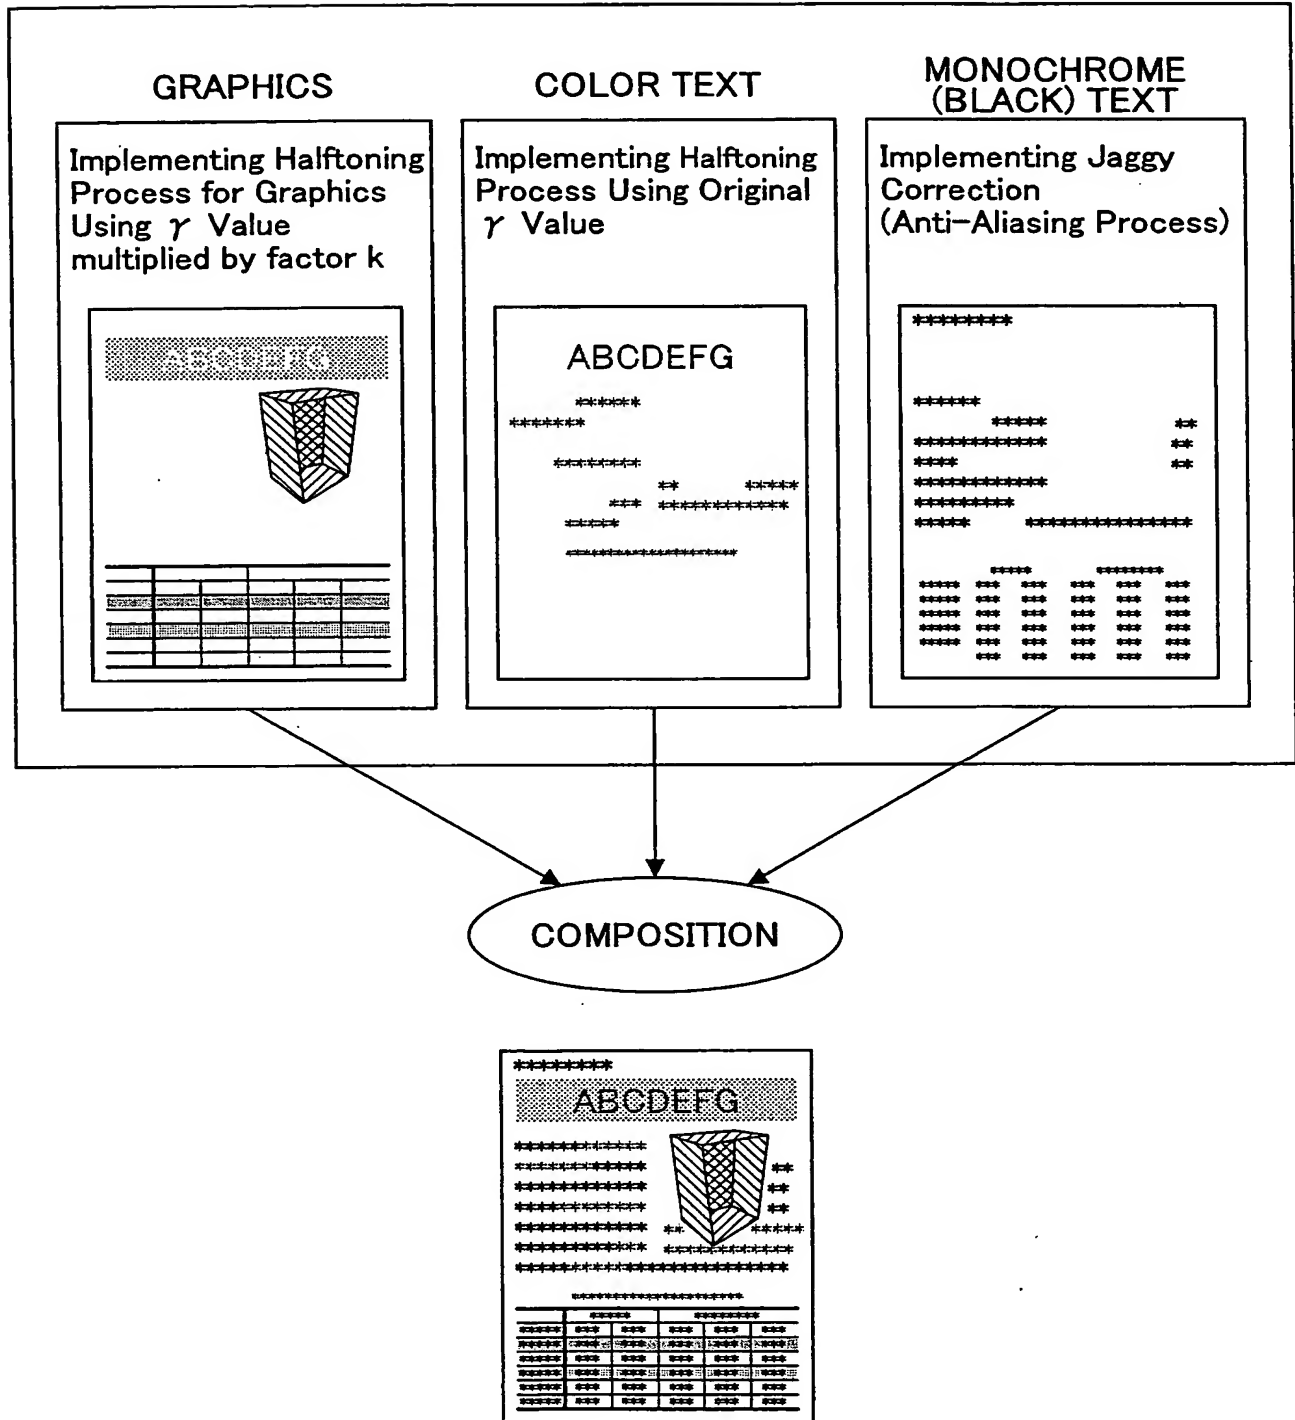 GRAPHICS
COLOR TEXT
MONOCHROME
(BLACK) TEXT
Implementing Halftoning
Process for Graphics
Using γ Value
multiplied by factor k
ABCDEFG
Implementing Halftoning
Process Using Original
γ Value
ABCDEFG
******
*******
********
** *****
*** ************
*****
*********************
Implementing Jaggy
Correction
(Anti-Aliasing Process)
COMPOSITION
ABCDEFG